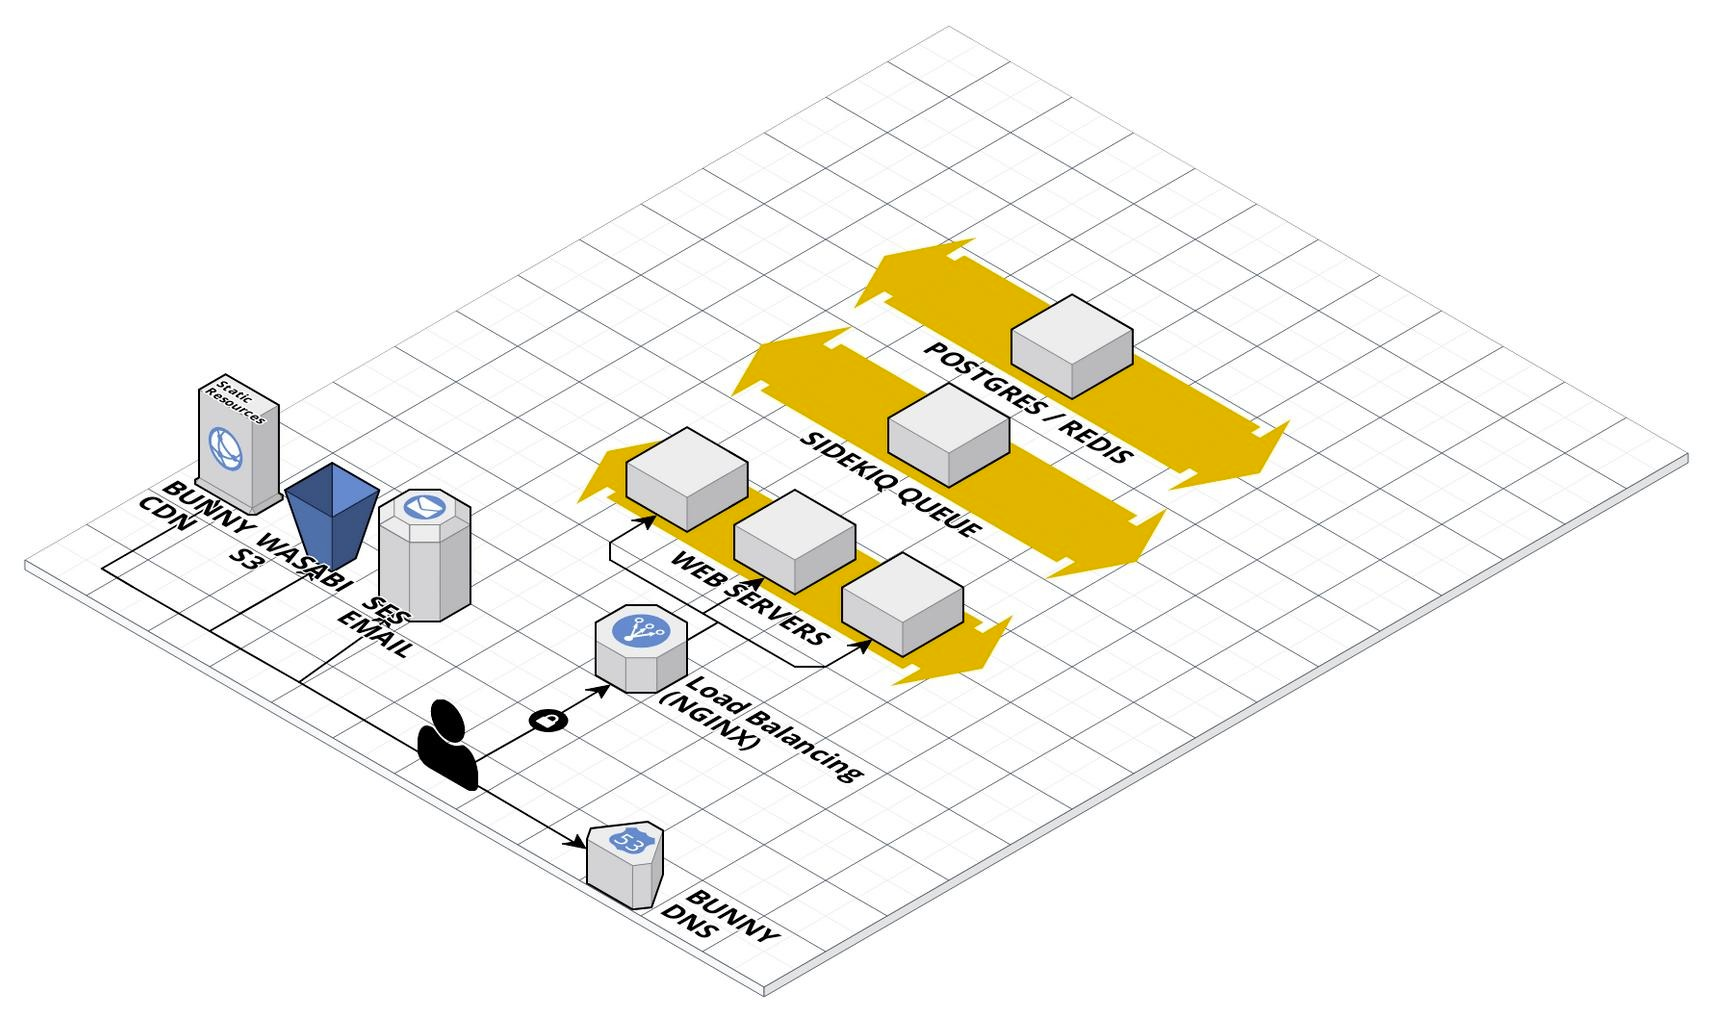 POSTGRES / REDIS
SIDEKIQ QUEUE
Static
Resources
BUNNY
CDN
WASABI
S3
SES
EMAIL
WEB SERVERS
Load Balancing
(NGINX)
53
BUNNY
DNS